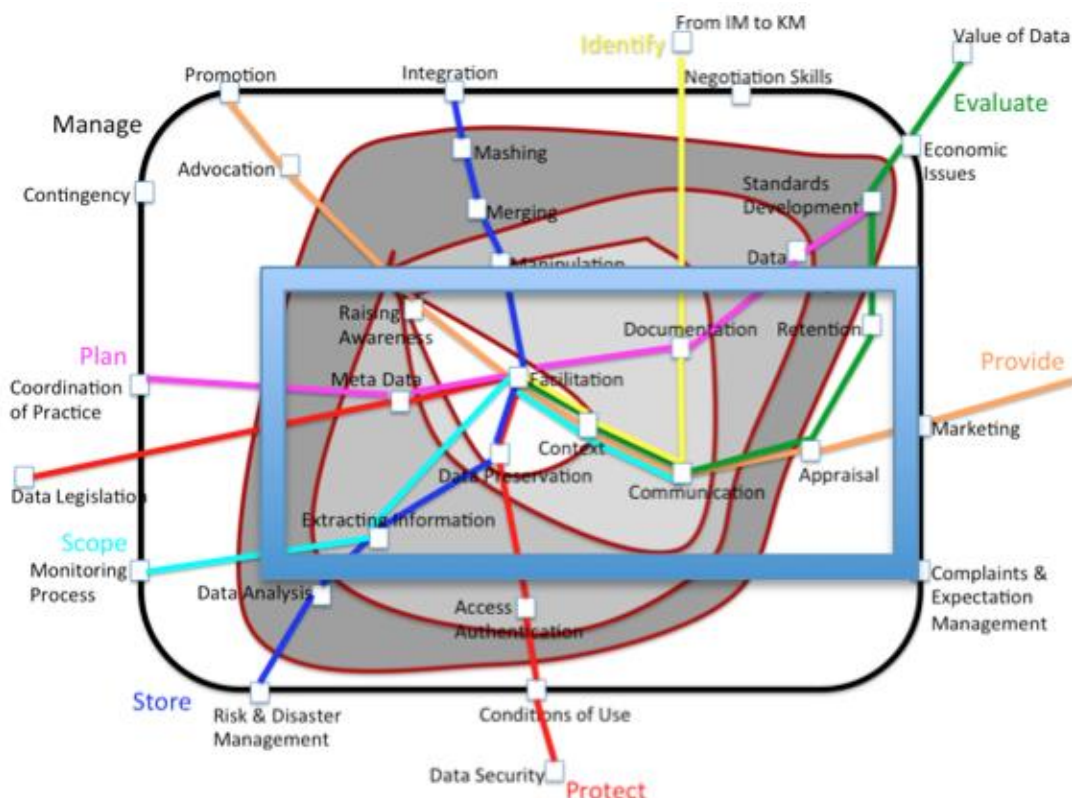 From IM to KM
Identify
Value of Data
Promotion
Integration
Negotiation Skills
Evaluate
Manage
Economic
Issues
Mashing
Advocation
Standards
Development
Contingency
Merging
Data
Manipulation
Raising
Awareness
Documentation
Retention
Plan
Provide
Coordination
of Practice
Meta Data
Facilitation
Marketing
Context
Data Preservation
Appraisal
Communication
Data Legislation
Extracting Information
Scope
Monitoring
Process
Data Analysis
Complaints &
Expectation
Management
Access
Authentication
Store
Risk & Disaster
Management
Conditions of Use
Data Security
Protect